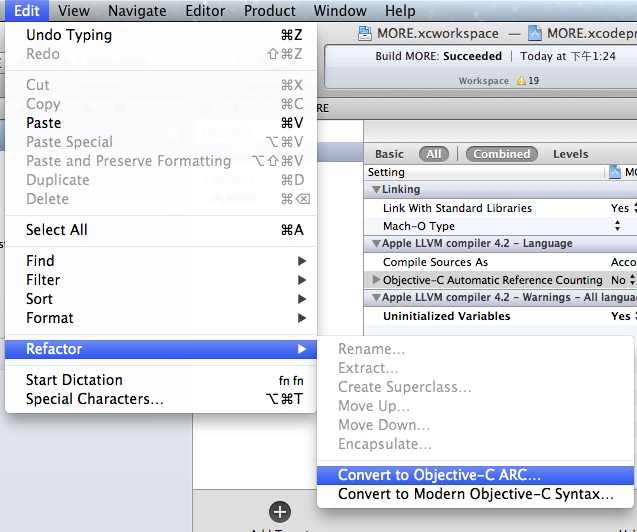 Edit View Navigate Editor Product Window Help
Undo Typing ⌘Z
Redo ⇧⌘Z
Cut ⌘X
Copy ⌘C
Paste ⌘V
Paste Special ⌥⌘V
Paste and Preserve Formatting ⌥⇧⌘V
Duplicate ⌘D
Delete ⌘⌫
Select All ⌘A
Find
Filter
Sort
Format
Refactor
Start Dictation fn fn
Special Characters... ⌥⌘T
Rename...
Extract...
Create Superclass...
Move Up...
Move Down...
Encapsulate...
Convert to Objective-C ARC...
Convert to Modern Objective-C Syntax...
MORE.xcworkspace MORE.xcodepr
Build MORE: Succeeded | Today at 下午1:24
Workspace 19
RE
Basic All Combined Levels
Setting MO
Linking
Link With Standard Libraries Yes
Mach-O Type
Apple LLVM compiler 4.2 - Language
Compile Sources As Acco
Objective-C Automatic Reference Counting No
Apple LLVM compiler 4.2 - Warnings - All langua
Uninitialized Variables Yes